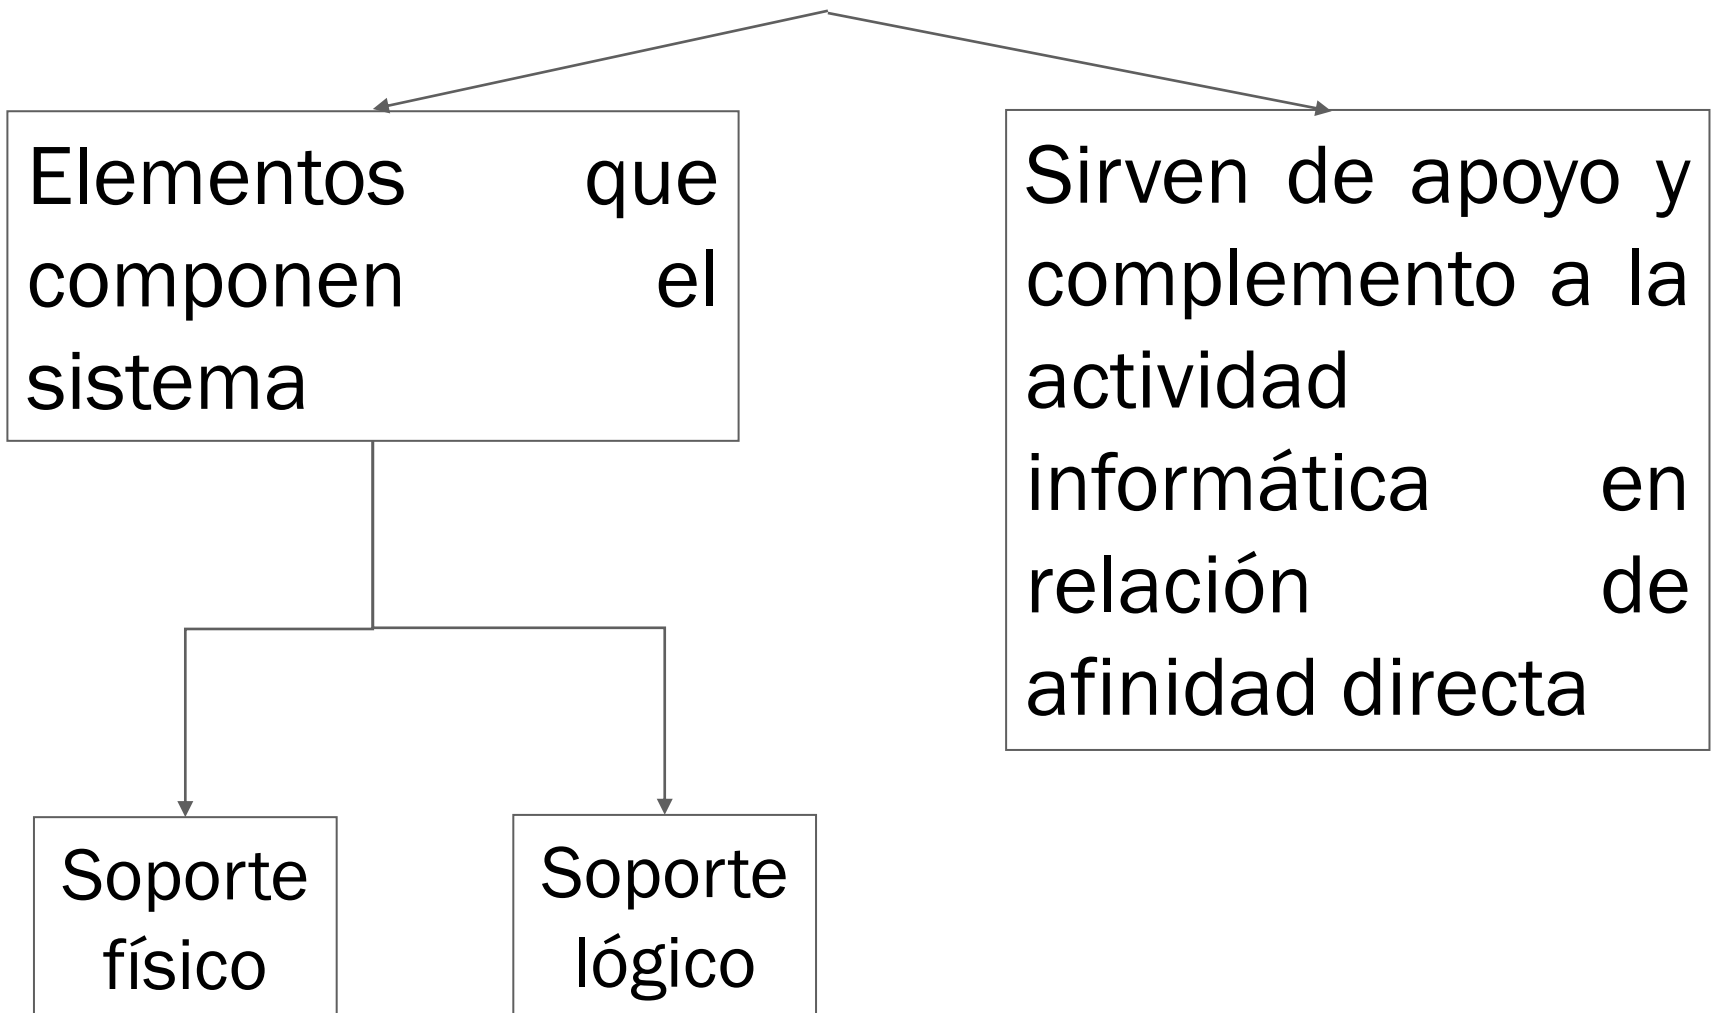 Elementos que
componen el
sistema
Sirven de apoyo y
complemento a la
actividad
informática en
relación de
afinidad directa
Soporte
físico
Soporte
lógico